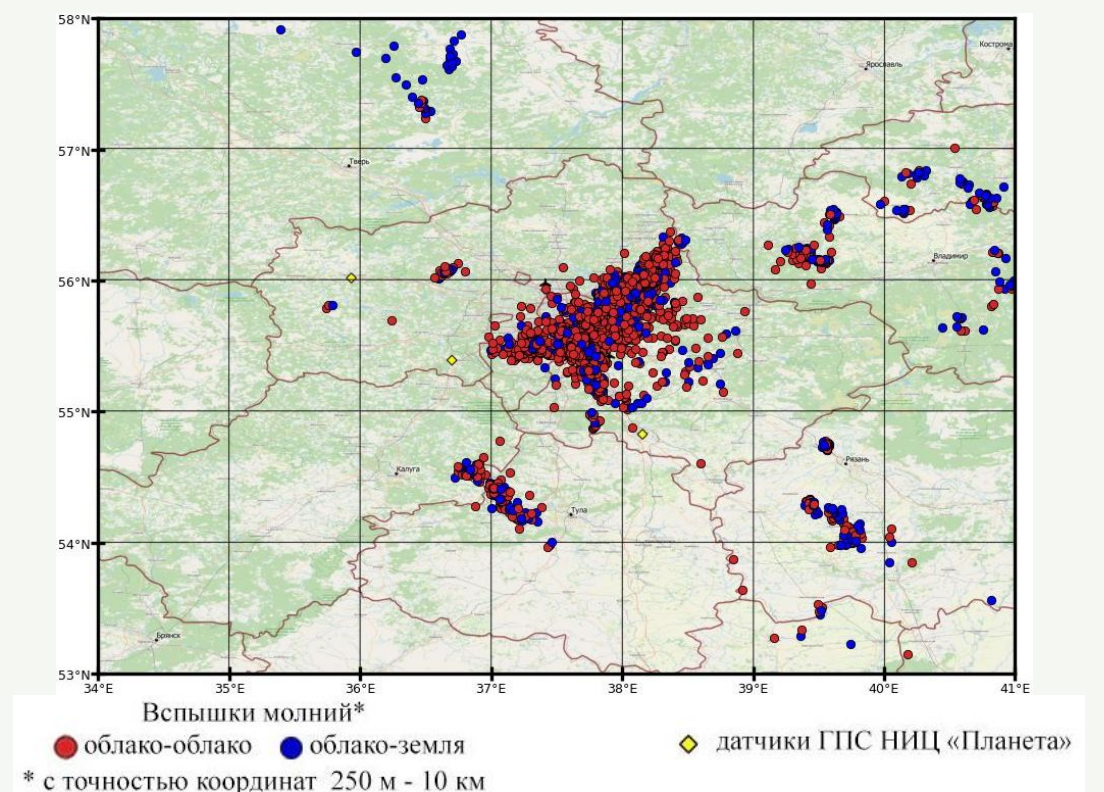 58°N
Кострома
Ярославль
57°N
Тверь
Владимир
56°N
55°N
Калуга
Рязань
Тула
54°N
Брянск
53°N
34°E 35°E 36°E 37°E 38°E 39°E 40°E 41°E
Вспышки молний*
облако-облако облако-земля датчики ГПС НИЦ «Планета»
* с точностью координат 250 м - 10 км